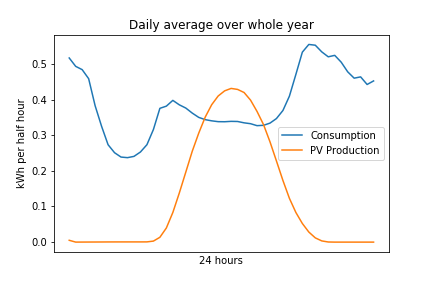 Daily average over whole year
kWh per half hour
0.5
0.4
0.3
0.2
0.1
0.0
Consumption
PV Production
24 hours